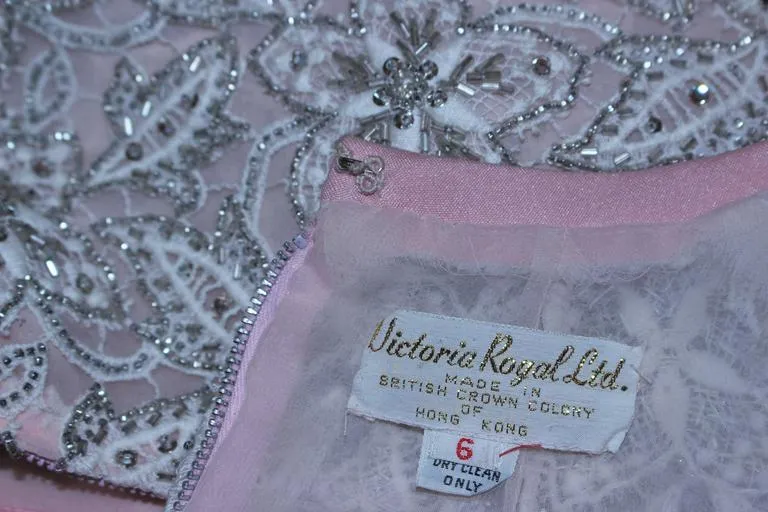 Victoria Royal Ltd.
MADE IN
BRITISH CROWN COLONY
OF
HONG KONG
6
DRY CLEAN
ONLY